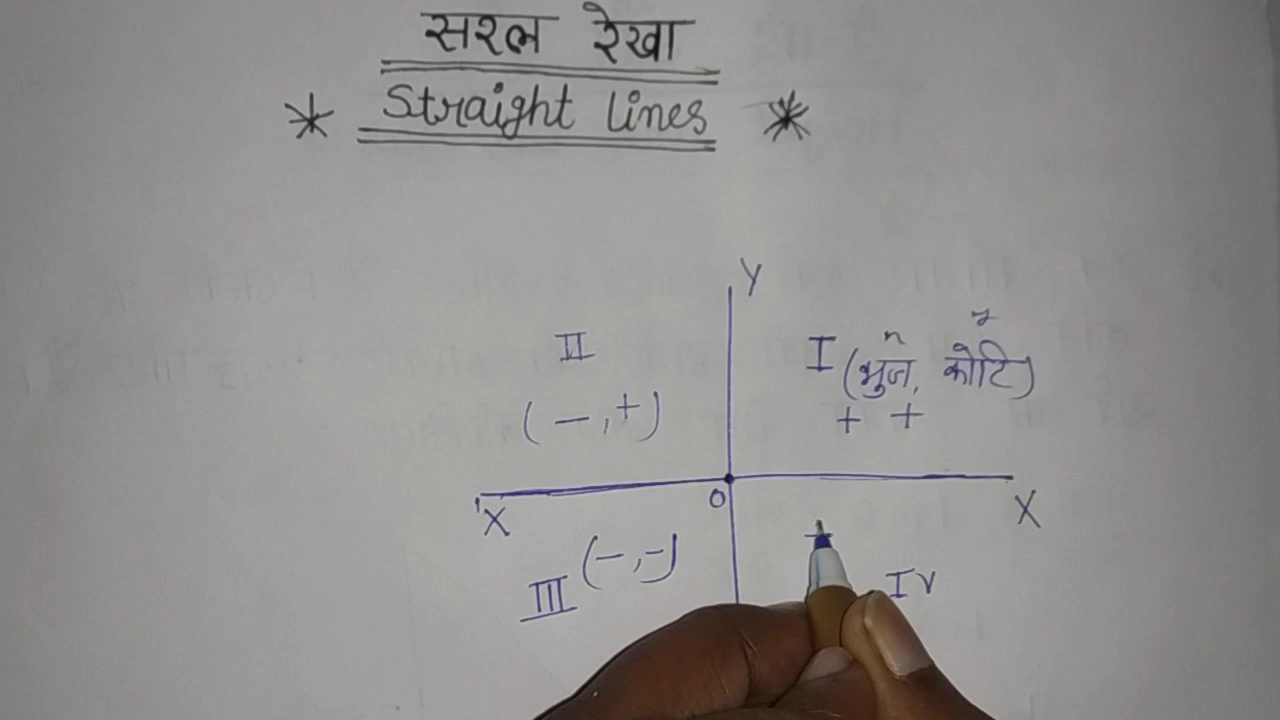 सरल रेखा
* Straight lines *
Y
II
I (भुज, कोटि)
x y
(-,+)
+ +
'X
O
X
(-,-)
III
+
IV